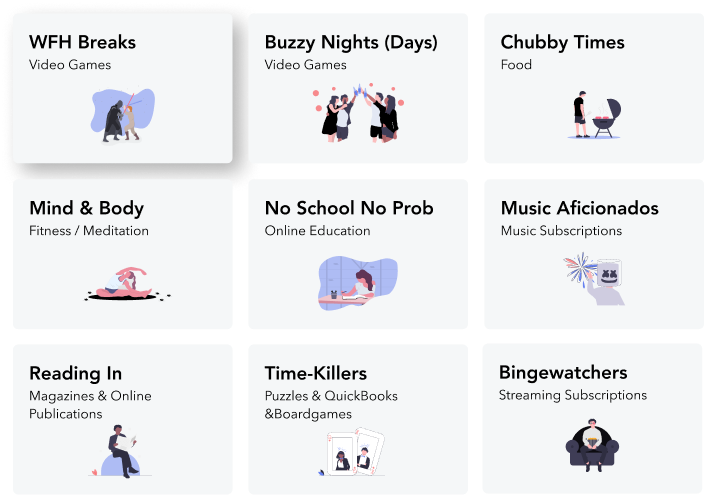 WFH Breaks
Video Games
Buzzy Nights (Days)
Video Games
Chubby Times
Food
Mind & Body
Fitness / Meditation
No School No Prob
Online Education
Music Aficionados
Music Subscriptions
Reading In
Magazines & Online
Publications
Time-Killers
Puzzles & QuickBooks
&Boardgames
Bingewatchers
Streaming Subscriptions